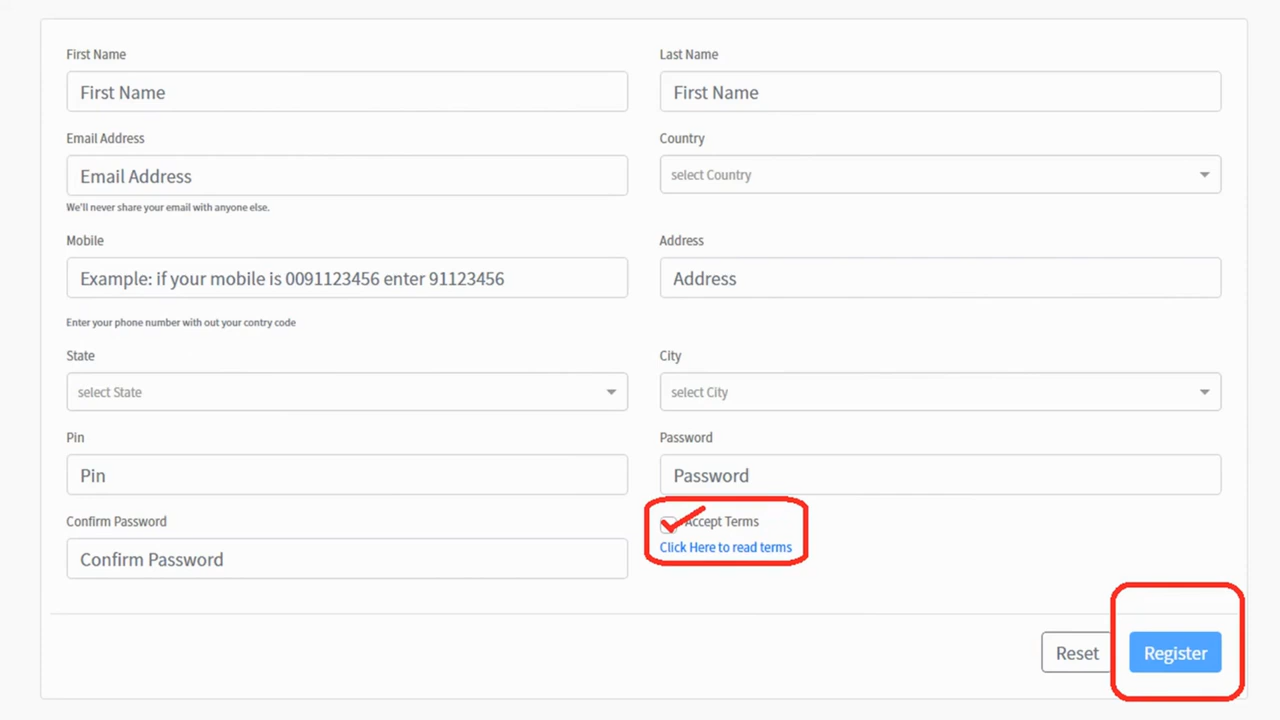 First Name
Last Name
First Name
First Name
Email Address
Country
Email Address
select Country
We'll never share your email with anyone else.
Mobile
Address
Example: if your mobile is 0091123456 enter 91123456
Address
Enter your phone number with out your contry code
State
City
select State
select City
Pin
Password
Pin
Password
Confirm Password
Accept Terms
Click Here to read terms
Confirm Password
Reset
Register